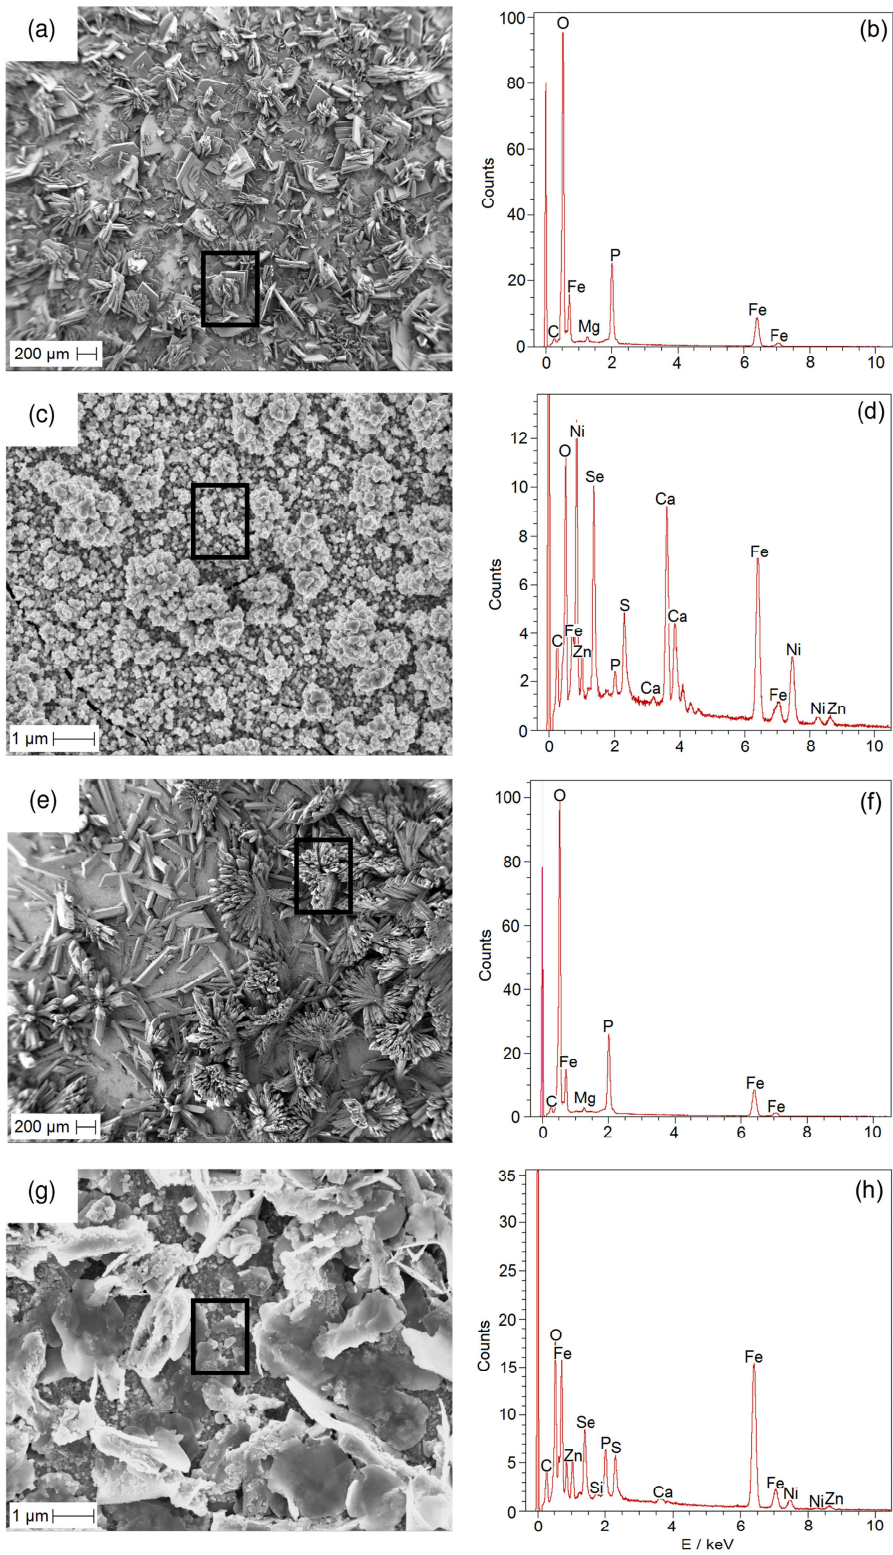 (a)
200 µm
(b)
100
80
60
40
20
0
Counts
O
Fe
P
C
Mg
Fe
Fe
0 2 4 6 8 10
(c)
1 µm
(d)
12
10
8
6
4
2
0
Counts
Ni
O
Se
Ca
Fe
S
Ca
Fe
C
Zn
P
Ca
Fe
Ni
Ni Zn
0 2 4 6 8 10
(e)
200 µm
(f)
100
80
60
40
20
0
Counts
O
P
Fe
C
Mg
Fe
Fe
0 2 4 6 8 10
(g)
1 µm
(h)
35
30
25
20
15
10
5
0
Counts
O
Fe
Fe
Se
P
S
C
Zn
Si
Ca
Fe
Ni
Ni Zn
0 2 4 6 8 10
E / keV